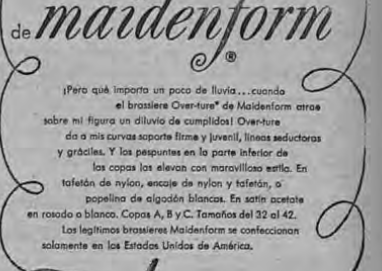 de maidenform®
¡Pero qué importa un poco de lluvia...cuando
el brassiere Over-ture* de Maidenform atrae
sobre mi figura un diluvio de cumplidos! Over-ture
da a mis curvas soporte firme y juvenil, líneas seductoras
y gráciles. Y los pespuntes en la parte inferior de
las copas las elevan con maravilloso estilo. En
tafetán de nylon, encaje de nylon y tafetán, o
popelina de algodón blancas. En satín acetate
en rosado o blanco. Copas A, B y C. Tamaños del 32 al 42.
Los legítimos brassieres Maidenform se confeccionan
solamente en los Estados Unidos de América.